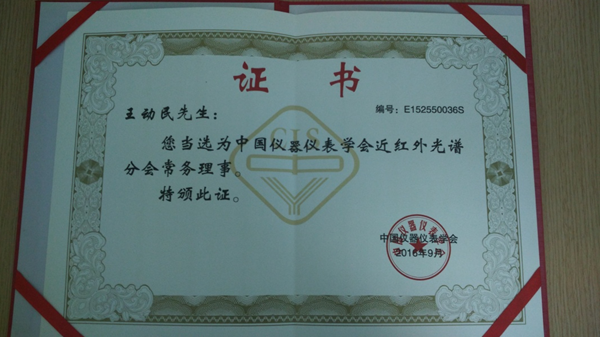 证书
编号：E152550036S
王动民先生：
您当选为中国仪器仪表学会近红外光谱
分会常务理事。
特颁此证。
CIS
中国仪器仪表学会
2016年9月